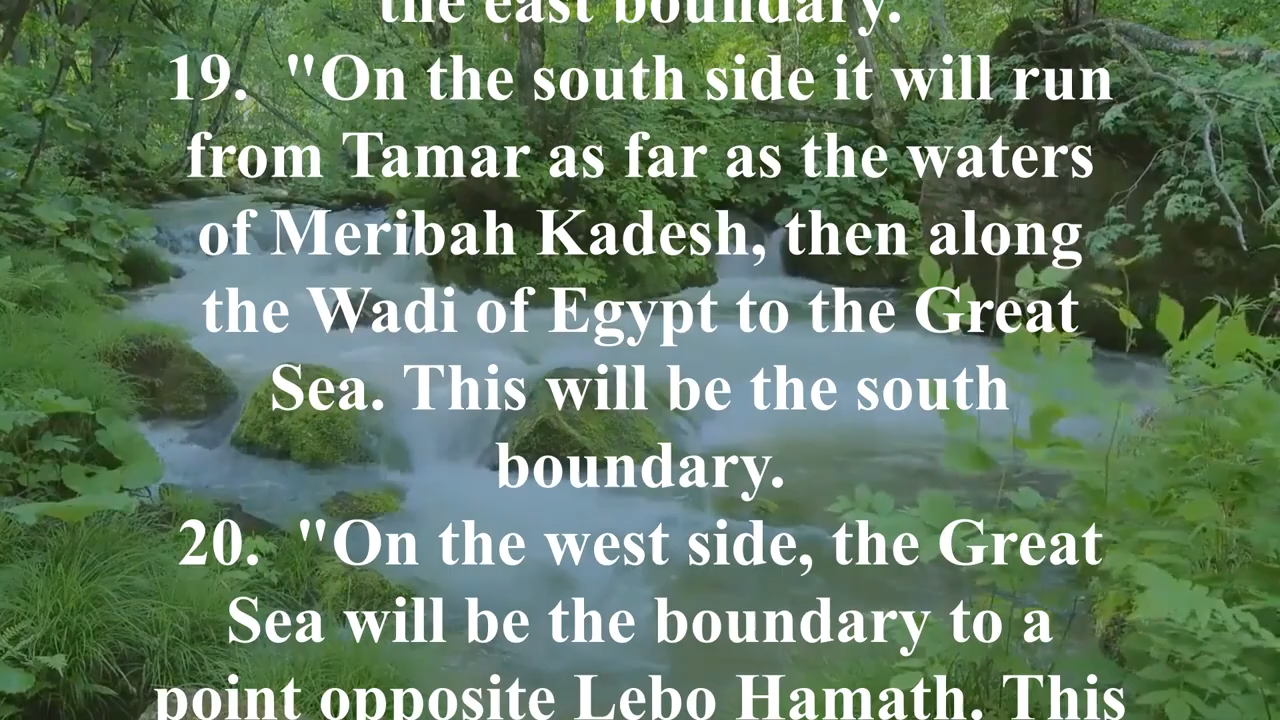 the east boundary.
19. "On the south side it will run
from Tamar as far as the waters
of Meribah Kadesh, then along
the Wadi of Egypt to the Great
Sea. This will be the south
boundary.
20. "On the west side, the Great
Sea will be the boundary to a
point opposite Lebo Hamath. This